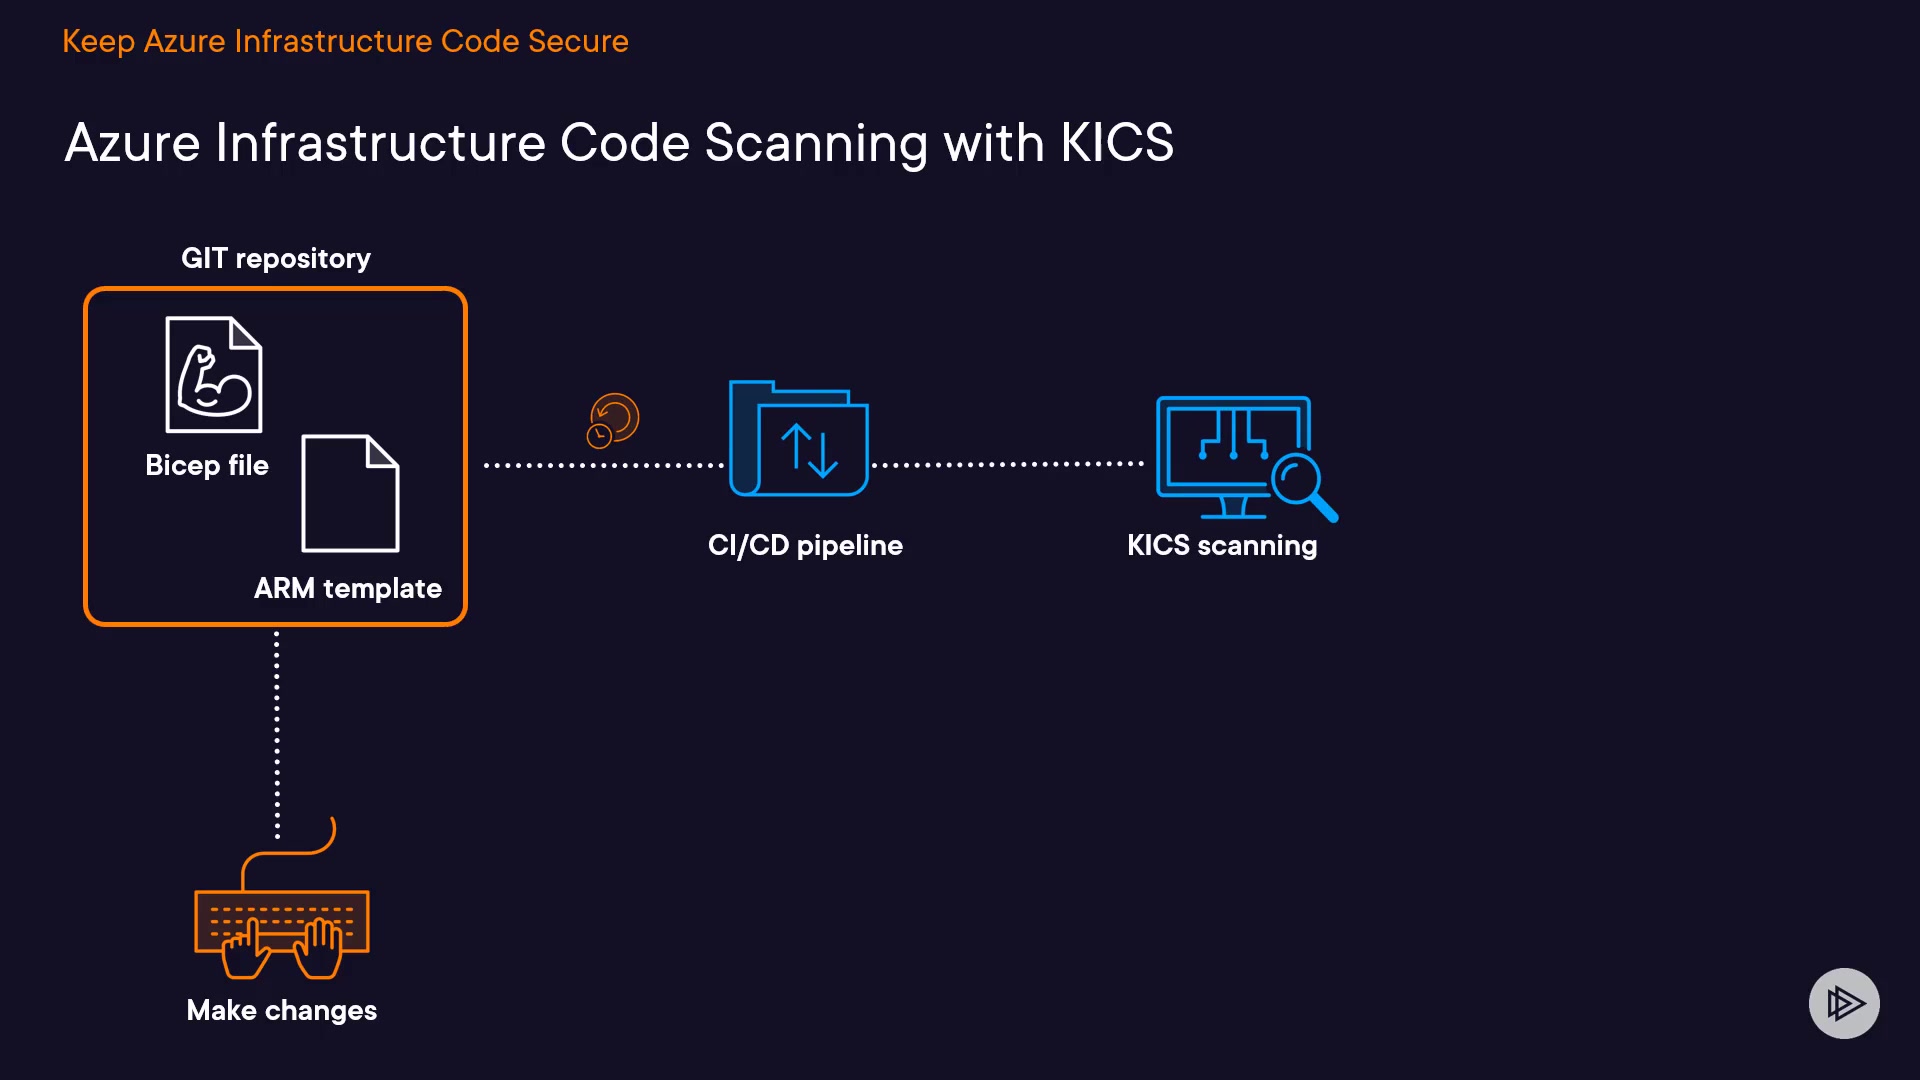 Keep Azure Infrastructure Code Secure
Azure Infrastructure Code Scanning with KICS
GIT repository
Bicep file
ARM template
CI/CD pipeline
KICS scanning
Make changes